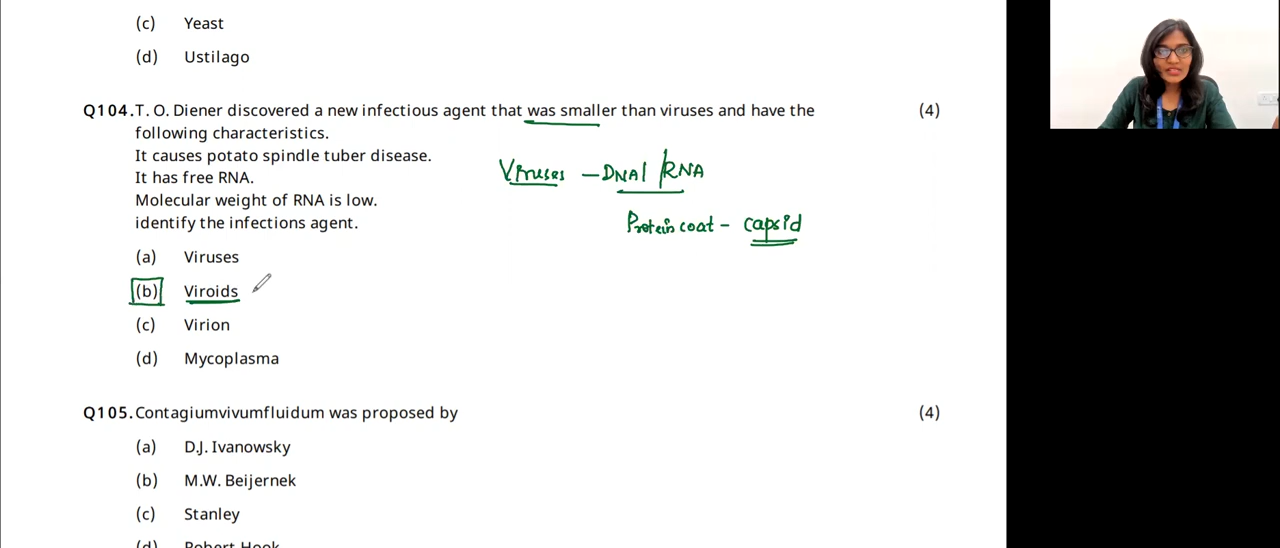 (c) Yeast
(d) Ustilago
Q104. T. O. Diener discovered a new infectious agent that was smaller than viruses and have the (4)
following characteristics.
It causes potato spindle tuber disease.
It has free RNA.
Molecular weight of RNA is low.
identify the infections agent.
Viruses — DNA / RNA
Protein coat - capsid
(a) Viruses
(b) Viroids
(c) Virion
(d) Mycoplasma
Q105. Contagiumvivumfluidum was proposed by (4)
(a) D.J. Ivanowsky
(b) M.W. Beijernek
(c) Stanley
(d) Robert Hook